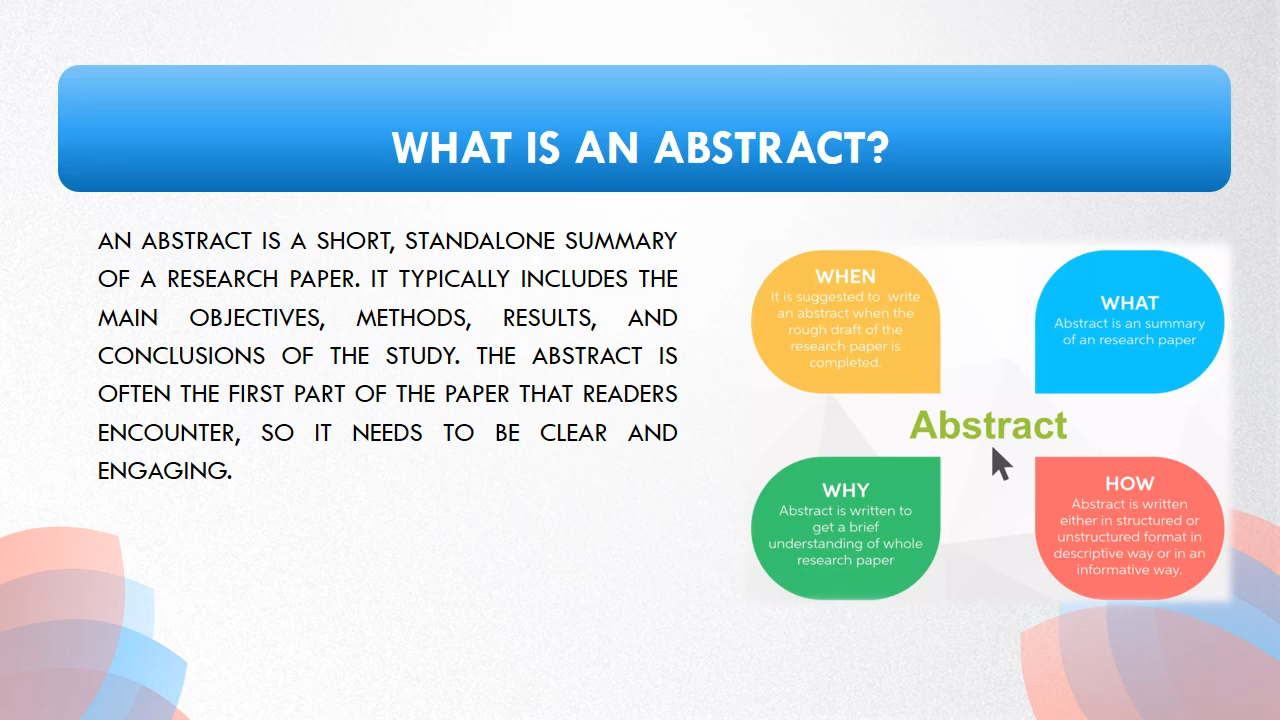 WHAT IS AN ABSTRACT?
AN ABSTRACT IS A SHORT, STANDALONE SUMMARY
OF A RESEARCH PAPER. IT TYPICALLY INCLUDES THE
MAIN OBJECTIVES, METHODS, RESULTS, AND
CONCLUSIONS OF THE STUDY. THE ABSTRACT IS
OFTEN THE FIRST PART OF THE PAPER THAT READERS
ENCOUNTER, SO IT NEEDS TO BE CLEAR AND
ENGAGING.
WHEN
It is suggested to write
an abstract when the
rough draft of the
research paper is
completed.
WHAT
Abstract is an summary
of an research paper
Abstract
WHY
Abstract is written to
get a brief
understanding of whole
research paper
HOW
Abstract is written
either in structured or
unstructured format in
descriptive way or in an
informative way.